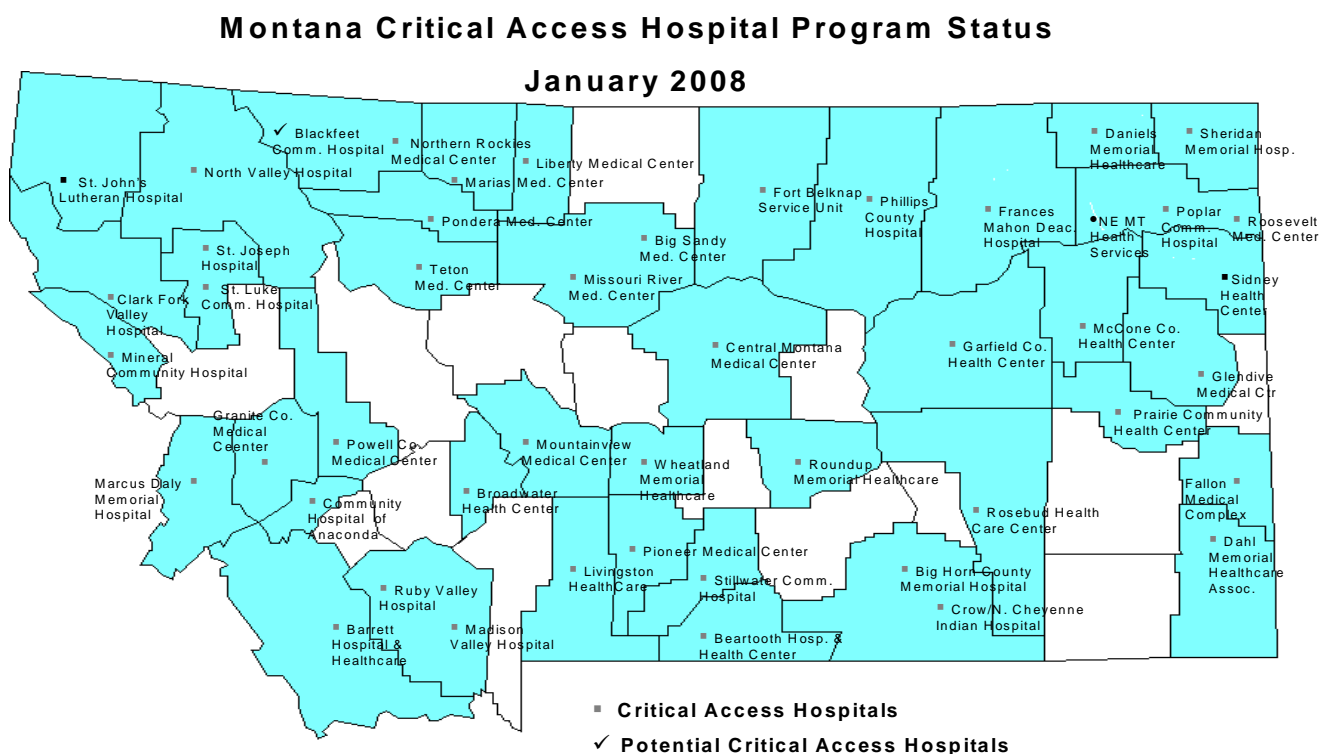 Montana Critical Access Hospital Program Status
January 2008
Blackfeet
Comm. Hospital
Northern Rockies
Medical Center
Liberty Medical Center
Daniels
Memorial
Healthcare
Sheridan
Memorial Hosp.
St. John's
Lutheran Hospital
North Valley Hospital
Marias Med. Center
Fort Belknap
Service Unit
Phillips
County
Hospital
Frances
Mahon Deac.
Hospital
NE MT
Health
Services
Poplar
Comm.
Hospital
Roosevelt
Med. Center
Pondera Med. Center
St. Joseph
Hospital
Big Sandy
Med. Center
Teton
Med. Center
Missouri River
Med. Center
Sidney
Health
Center
St. Luke
Comm. Hospital
Clark Fork
Valley
Hospital
Mineral
Community Hospital
Central Montana
Medical Center
Garfield Co.
Health Center
McCone Co.
Health Center
Glendive
Medical Ctr
Prairie Community
Health Center
Granite Co.
Medical
Ceenter
Powell Co.
Medical Center
Mountainview
Medical Center
Wheatland
Memorial
Healthcare
Roundup
Memorial Healthcare
Marcus Daly
Memorial
Hospital
Community
Hospital of
Anaconda
Broadwater
Health Center
Rosebud Health
Care Center
Fallon
Medical
Complex
Dahl
Memorial
Healthcare
Assoc.
Pioneer Medical Center
Livingston
HealthCare
Stillwater Comm.
Hospital
Big Horn County
Memorial Hospital
Crow/N. Cheyenne
Indian Hospital
Ruby Valley
Hospital
Barrett
Hospital &
Healthcare
Madison
Valley Hospital
Beartooth Hosp. &
Health Center
Critical Access Hospitals
✓ Potential Critical Access Hospitals